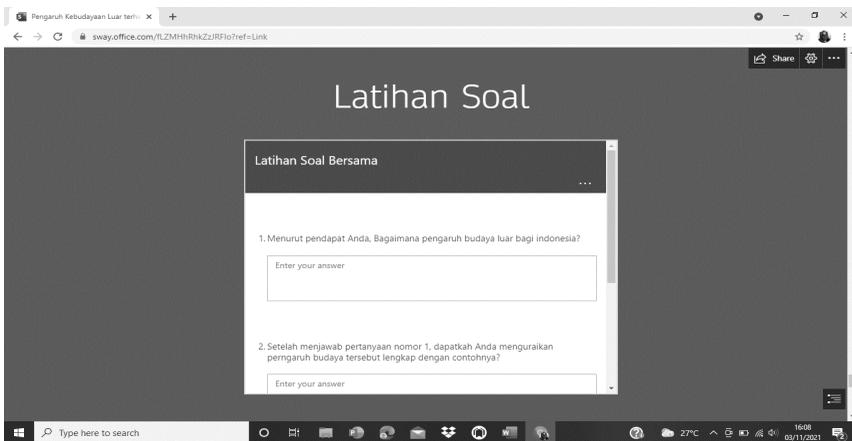 Pengaruh Kebudayaan Luar terh
sway.office.com/fLZMHhRhkZzJRFIo?ref=Link
Share
Latihan Soal
Latihan Soal Bersama
1. Menurut pendapat Anda, Bagaimana pengaruh budaya luar bagi indonesia?
Enter your answer
2. Setelah menjawab pertanyaan nomor 1, dapatkah Anda menguraikan
perngaruh budaya tersebut lengkap dengan contohnya?
Enter your answer
Type here to search
27°C
16:08
03/11/2021